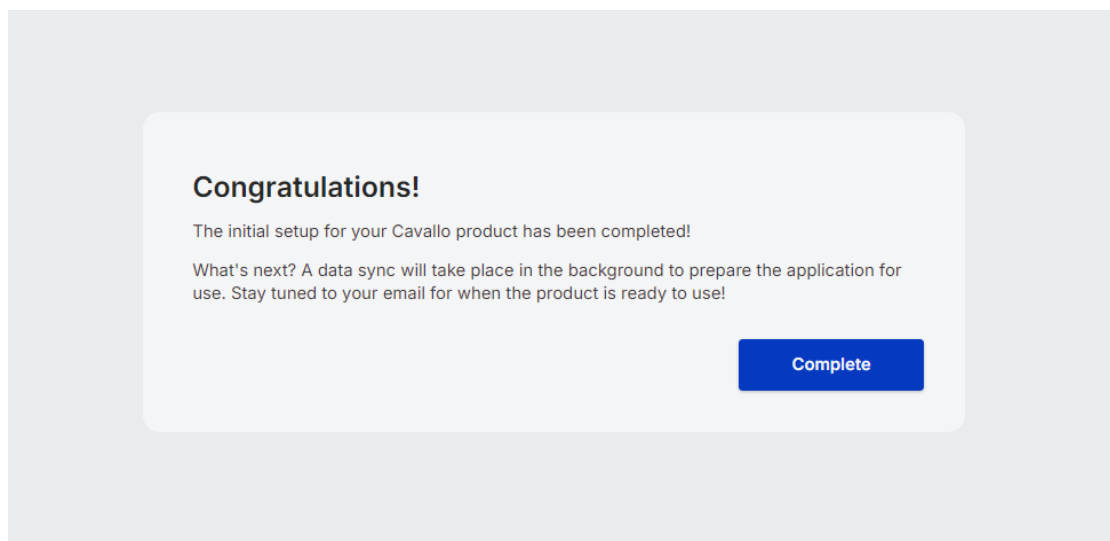 Congratulations!
The initial setup for your Cavallo product has been completed!
What's next? A data sync will take place in the background to prepare the application for
use. Stay tuned to your email for when the product is ready to use!
Complete